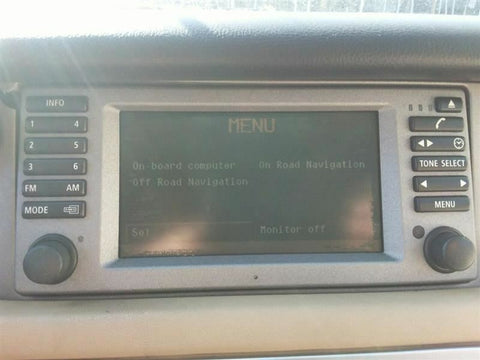 MENU
On-board computer On Road Navigation
Off Road Navigation
Set Monitor off
INFO
1 4
2 5
3 6
FM AM
MODE
TONE SELECT
MENU